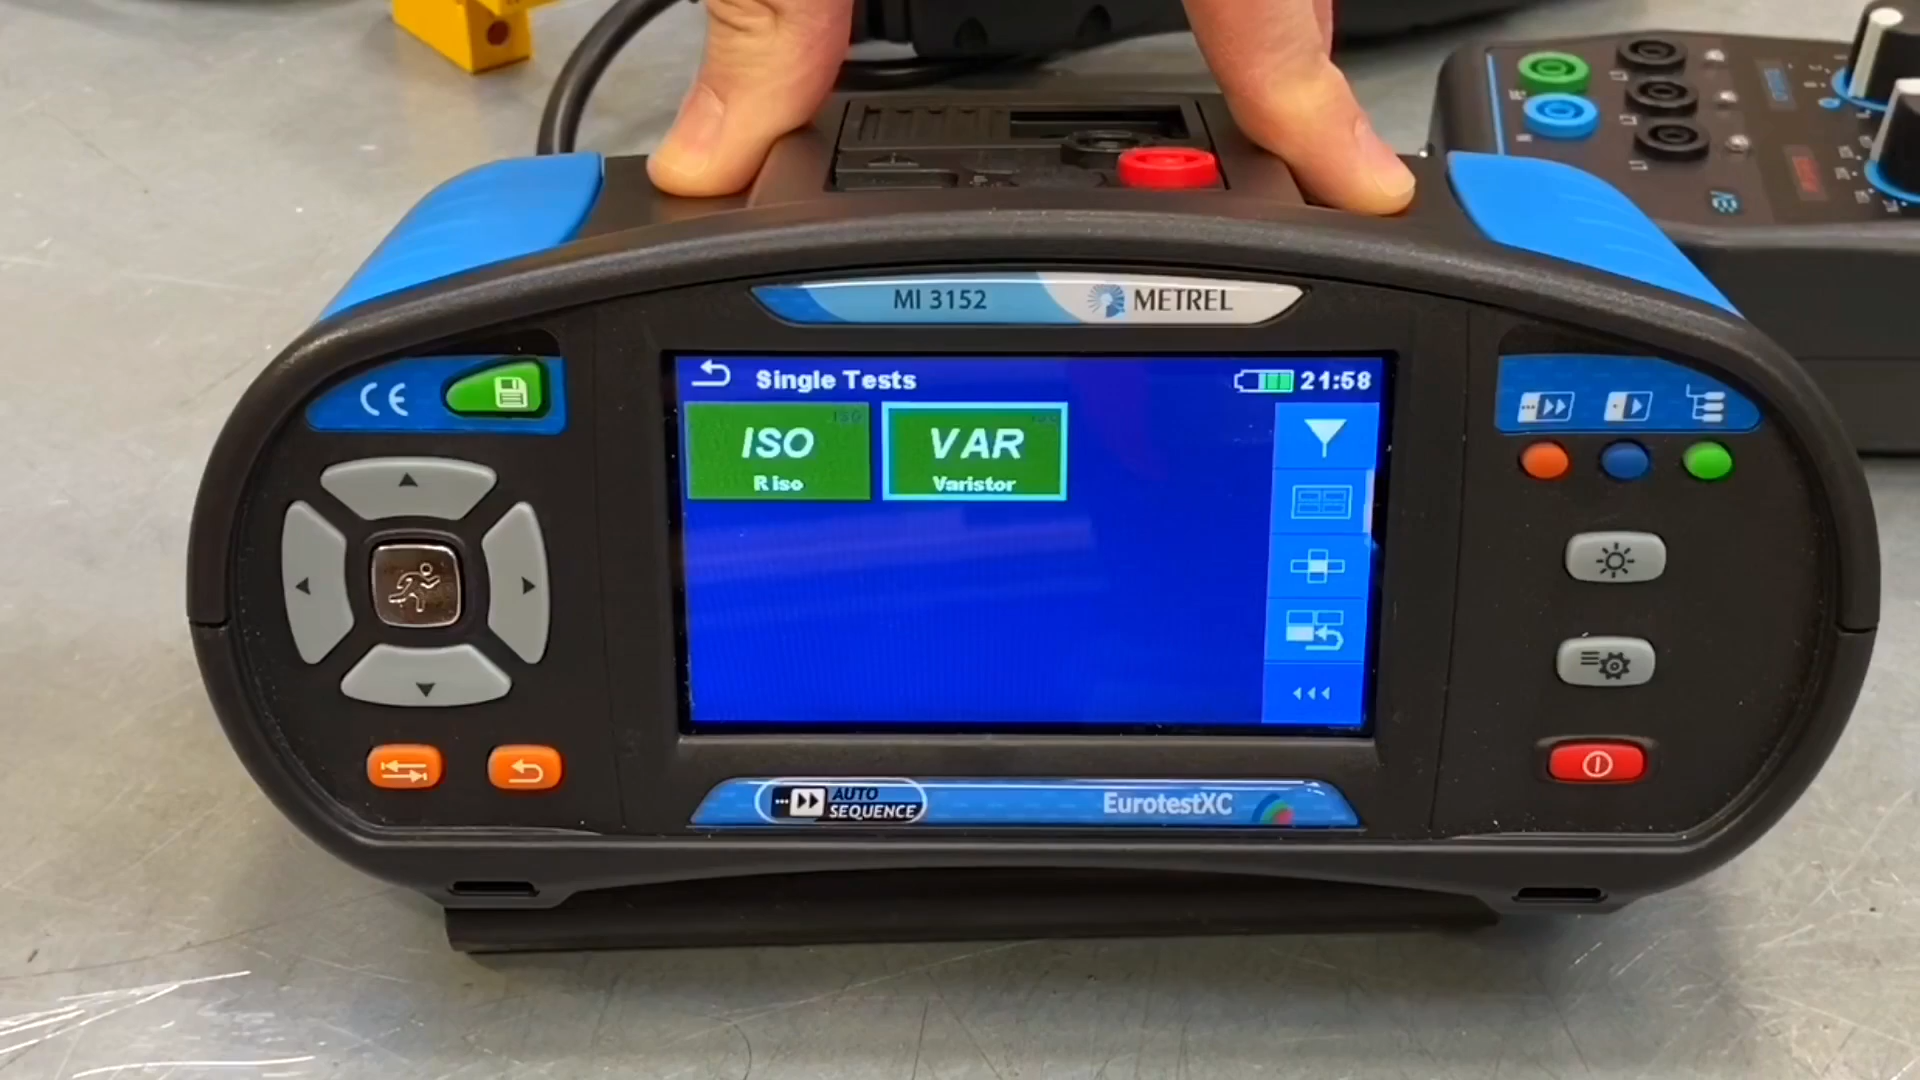 MI 3152 METREL
CE
Single Tests 21:58
ISO
R iso
VAR
Varistor
AUTO
SEQUENCE
EurotestXC